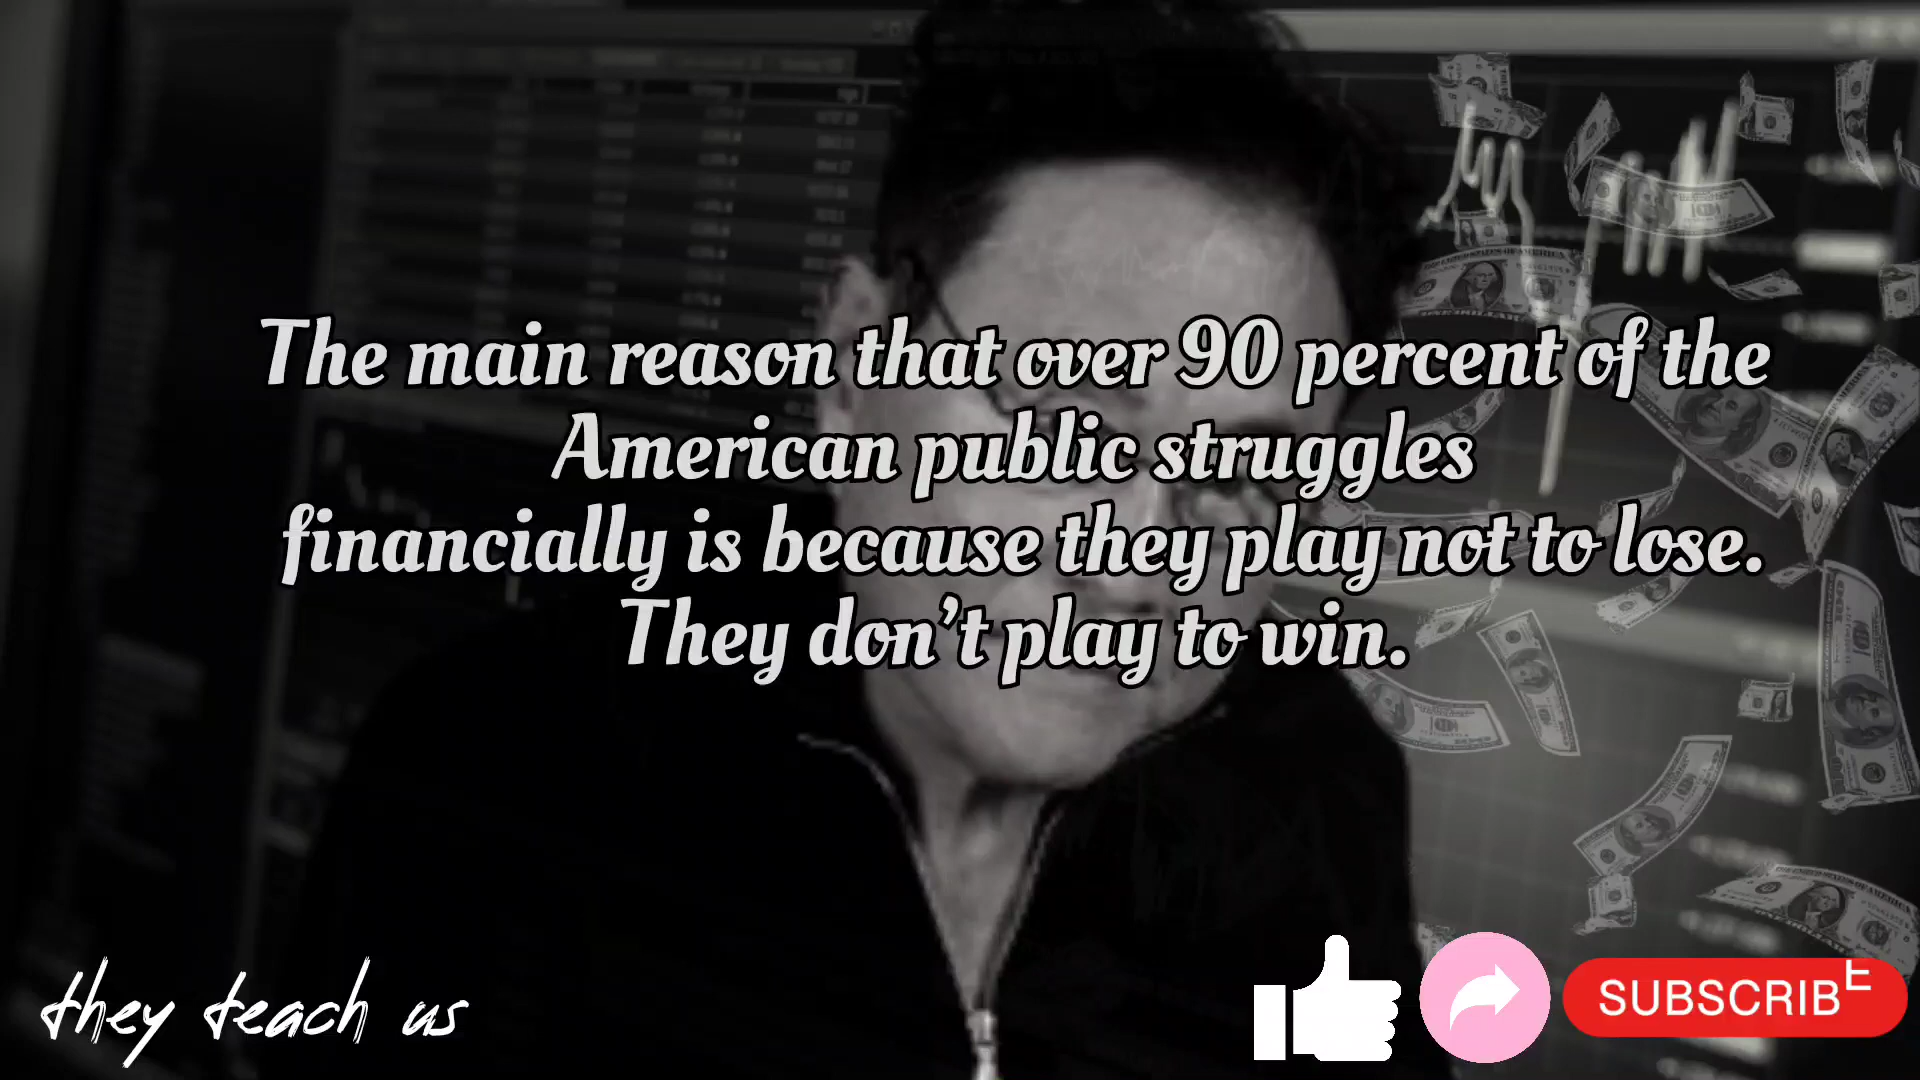 The main reason that over 90 percent of the
American public struggles
financially is because they play not to lose.
They don't play to win.
they teach us
SUBSCRIBE